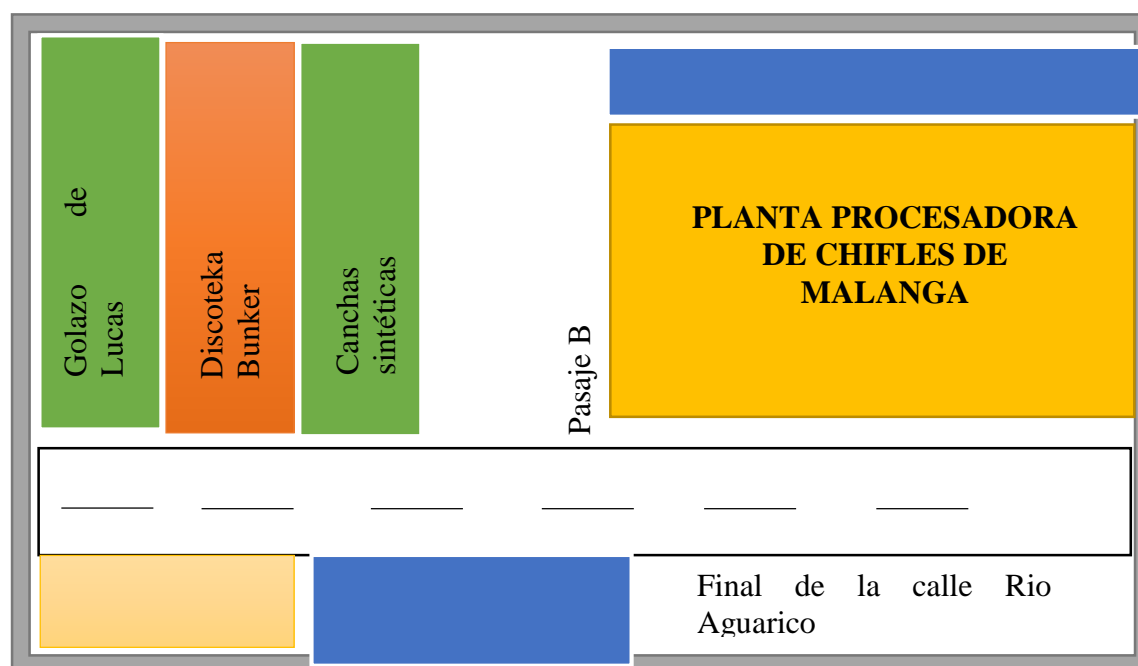 Golazo de
Lucas
Discoteka
Bunker
Canchas
sintéticas
Pasaje B
PLANTA PROCESADORA
DE CHIFLES DE
MALANGA
Final de la calle Rio
Aguarico